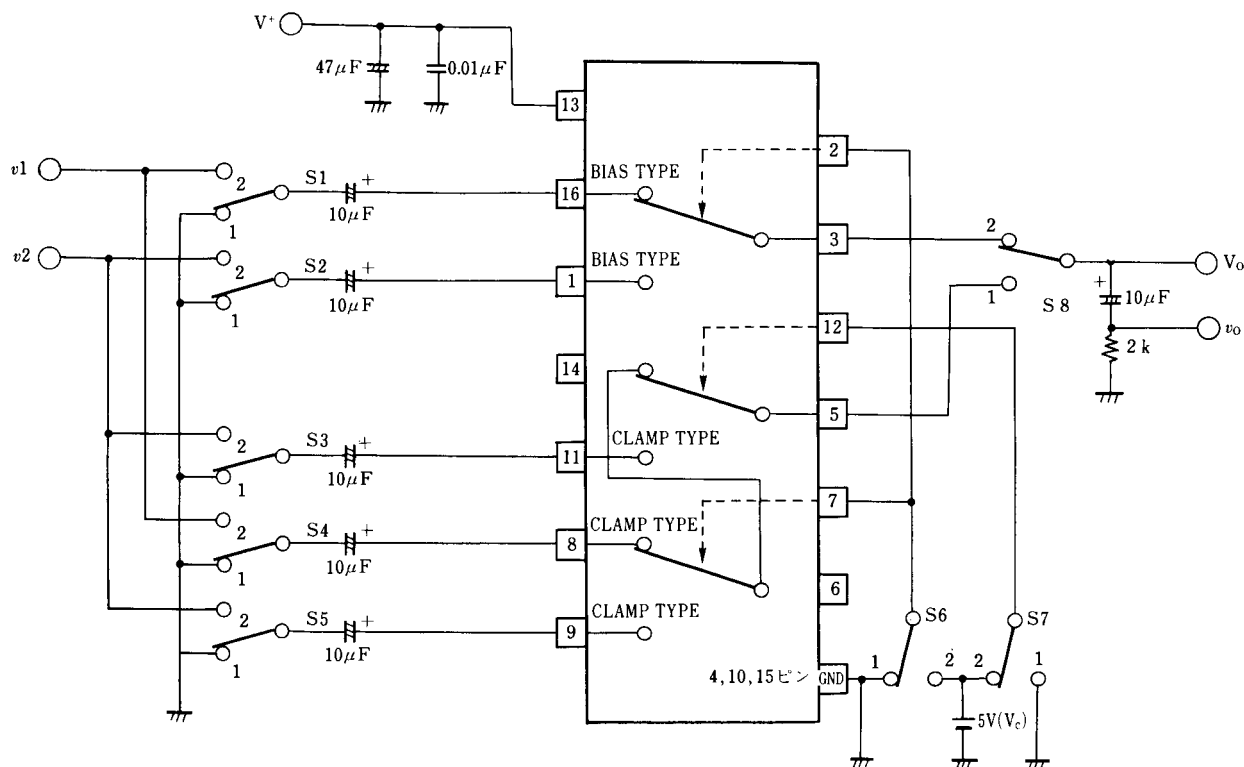 V+
47μF
0.01μF
13
v1
2
S1
+
10μF
1
16
BIAS TYPE
2
v2
2
S2
+
10μF
1
1
BIAS TYPE
3
2
1
S 8
Vo
+
10μF
vo
2 k
14
12
5
2
S3
+
10μF
1
11
CLAMP TYPE
7
2
S4
+
10μF
1
8
CLAMP TYPE
6
2
S5
+
10μF
1
9
CLAMP TYPE
4,10,15ピン
GND
1
S6
2
2
S7
1
5V(Vc)